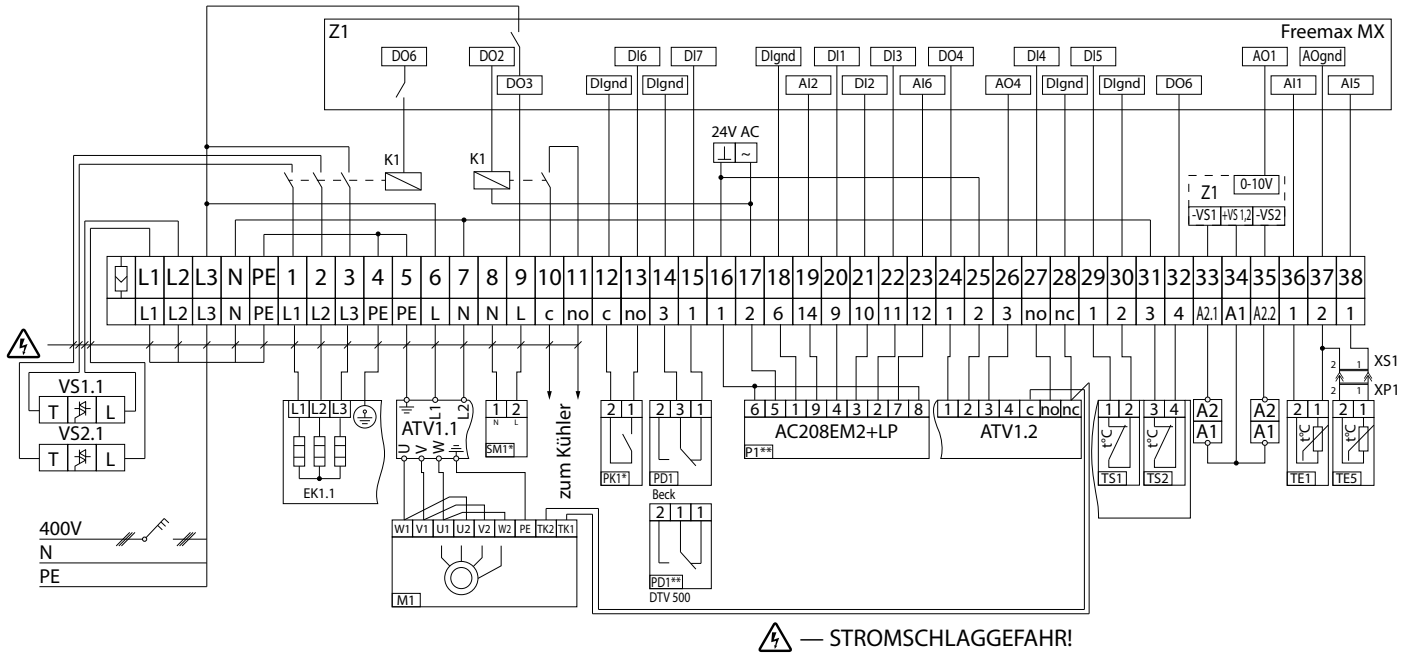 Z1 Freemax MX
DO6 DO2 DI6 DI7 DIgnd DI1 DI3 DO4 DI4 DI5 AO1 AOgnd
DO3 DIgnd DIgnd AI2 DI2 AI6 AO4 DIgnd DIgnd DO6 AI1 AI5
24V AC
⊥ ~
K1 K1
Z1 0-10V
-VS1 +VS 1,2 -VS2
L1 L2 L3 N PE 1 2 3 4 5 6 7 8 9 10 11 12 13 14 15 16 17 18 19 20 21 22 23 24 25 26 27 28 29 30 31 32 33 34 35 36 37 38
L1 L2 L3 N PE L1 L2 L3 PE PE L N N L c no c no 3 1 1 2 6 14 9 10 11 12 1 2 3 no nc 1 2 3 4 A2.1 A1 A2.2 1 2 1
2 1 XS1
2 1 XP1
VS1.1
T L
VS2.1
T L
L1 L2 L3
EK1.1
L1 L2
ATV1.1
U V W
1 2
N L
SM1*
zum Kühler
2 1
PK1*
2 3 1
PD1
Beck
2 1 1
PD1**
DTV 500
6 5 1 9 4 3 2 7 8
AC208EM2+LP
P1**
1 2 3 4 c no nc
ATV1.2
1 2
t°C
TS1
3 4
t°C
TS2
A2 A2
A1 A1
2 1
t°C
TE1
2 1
t°C
TE5
W1 V1 U1 U2 V2 W2 PE TK2 TK1
M1
400V
N
PE
— STROMSCHLAGGEFAHR!